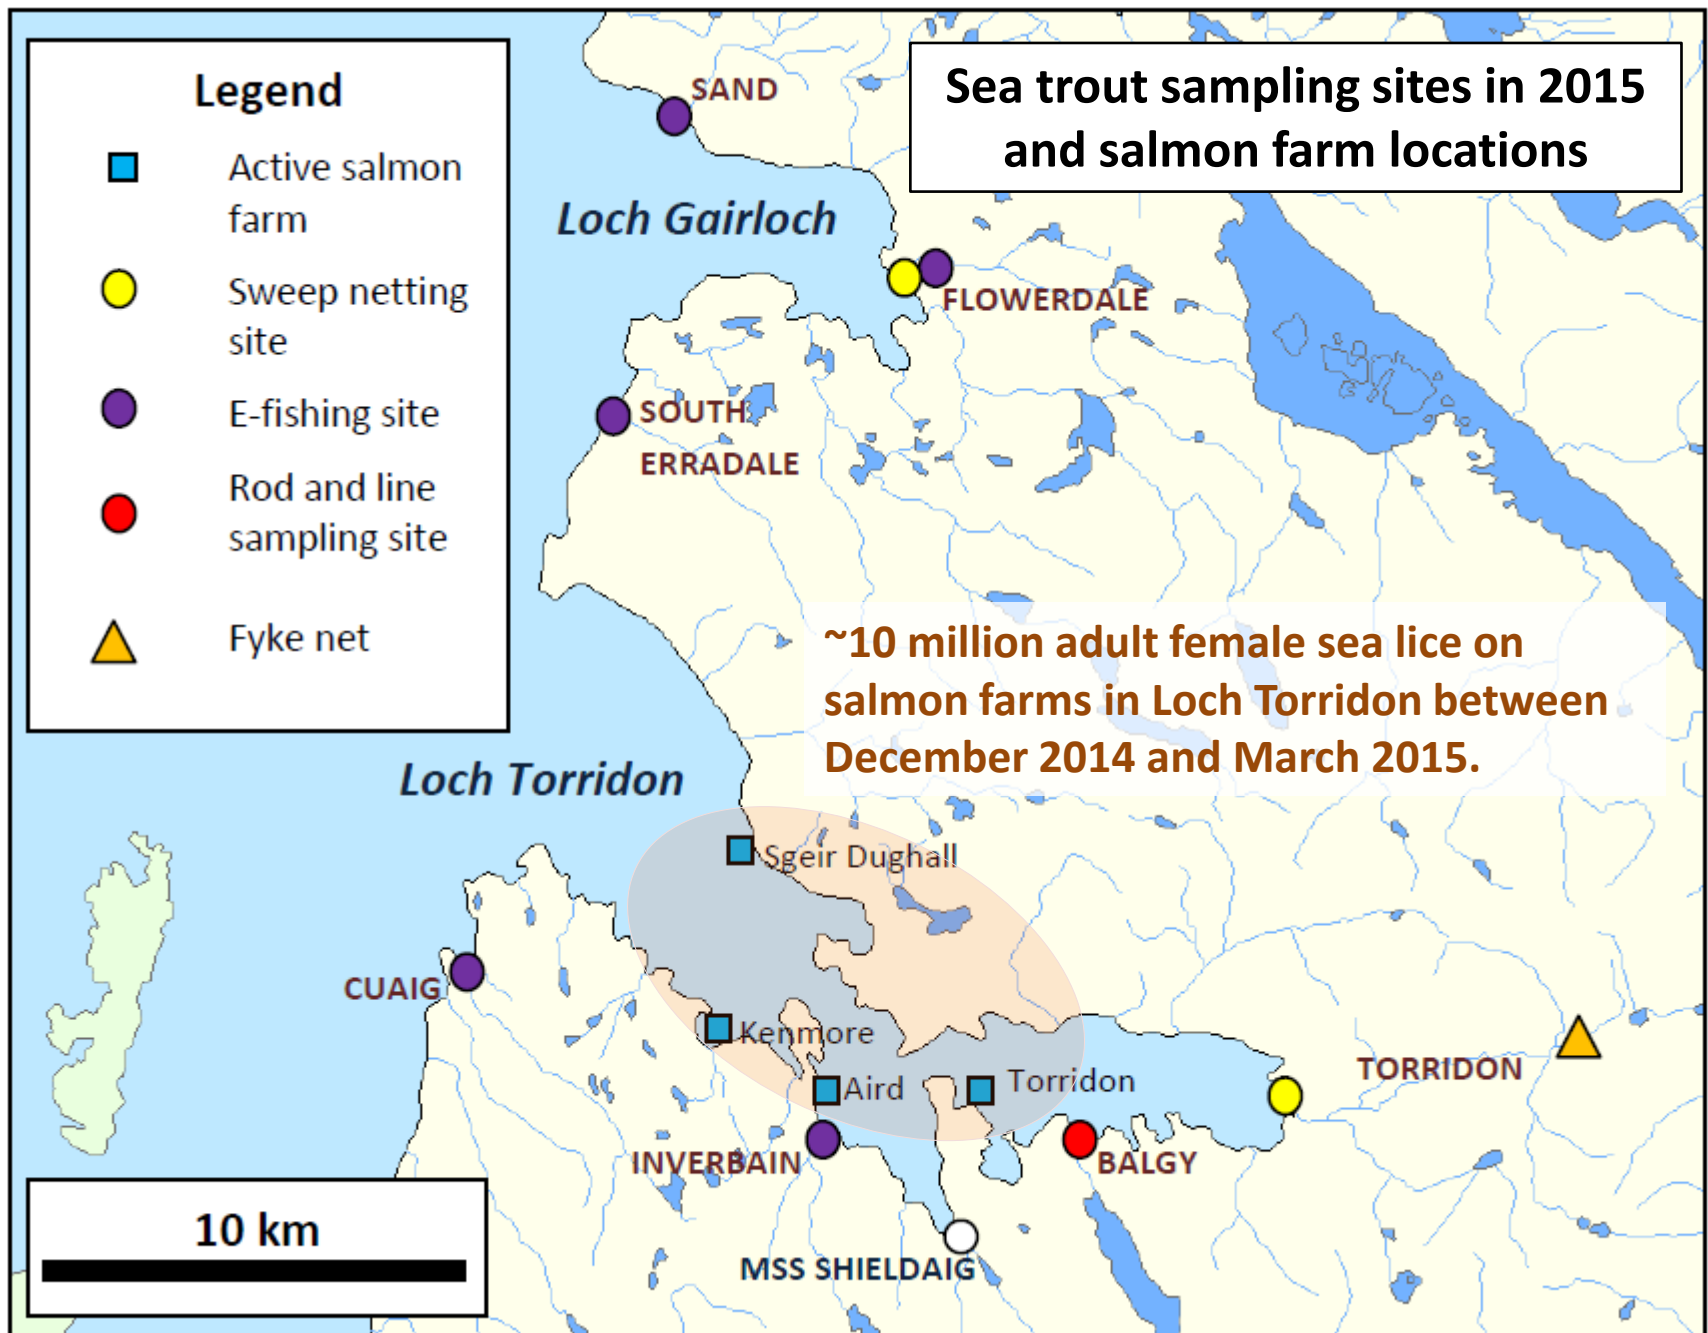 Legend
Active salmon
farm
Sweep netting
site
E-fishing site
Rod and line
sampling site
Fyke net
Sea trout sampling sites in 2015
and salmon farm locations
SAND
Loch Gairloch
FLOWERDALE
SOUTH
ERRADALE
~10 million adult female sea lice on
salmon farms in Loch Torridon between
December 2014 and March 2015.
Loch Torridon
Sgeir Dughall
CUAIG
Kenmore
Aird
Torridon
TORRIDON
INVERBAIN
BALGY
MSS SHIELDAIG
10 km